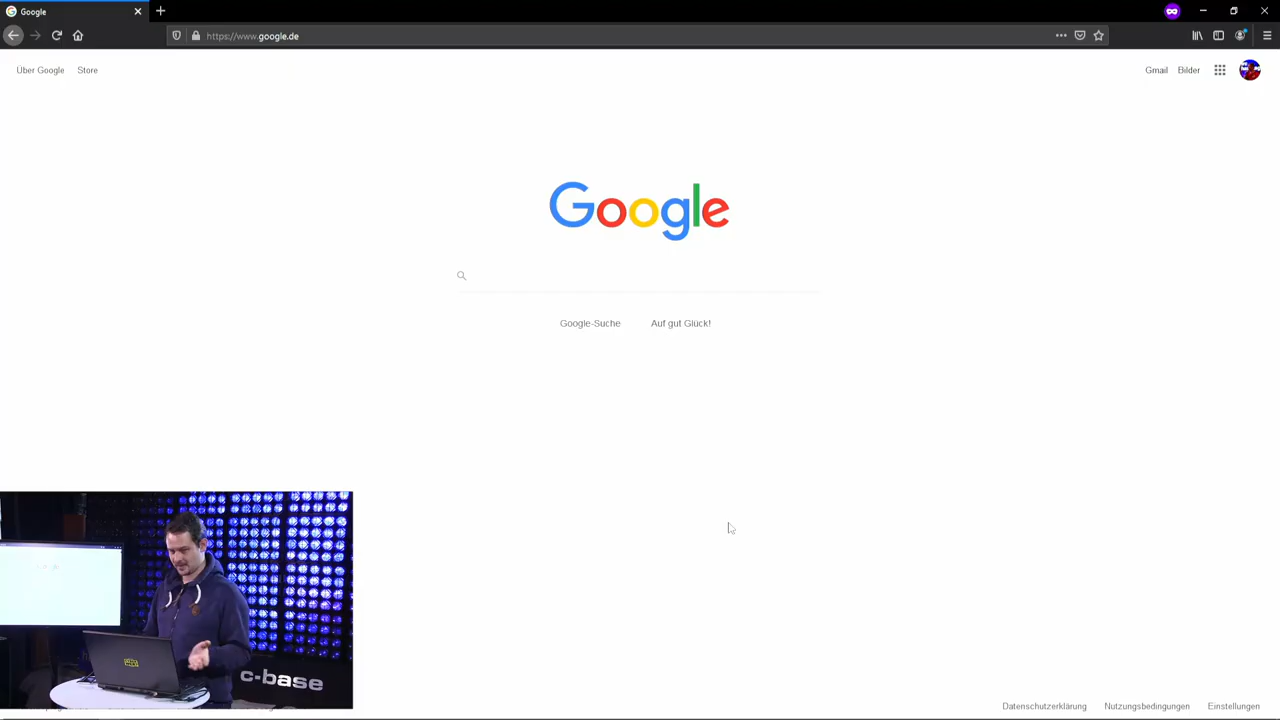 Google
https://www.google.de
Über Google Store
Gmail Bilder
Google
Google-Suche Auf gut Glück!
c-base
Datenschutzerklärung Nutzungsbedingungen Einstellungen